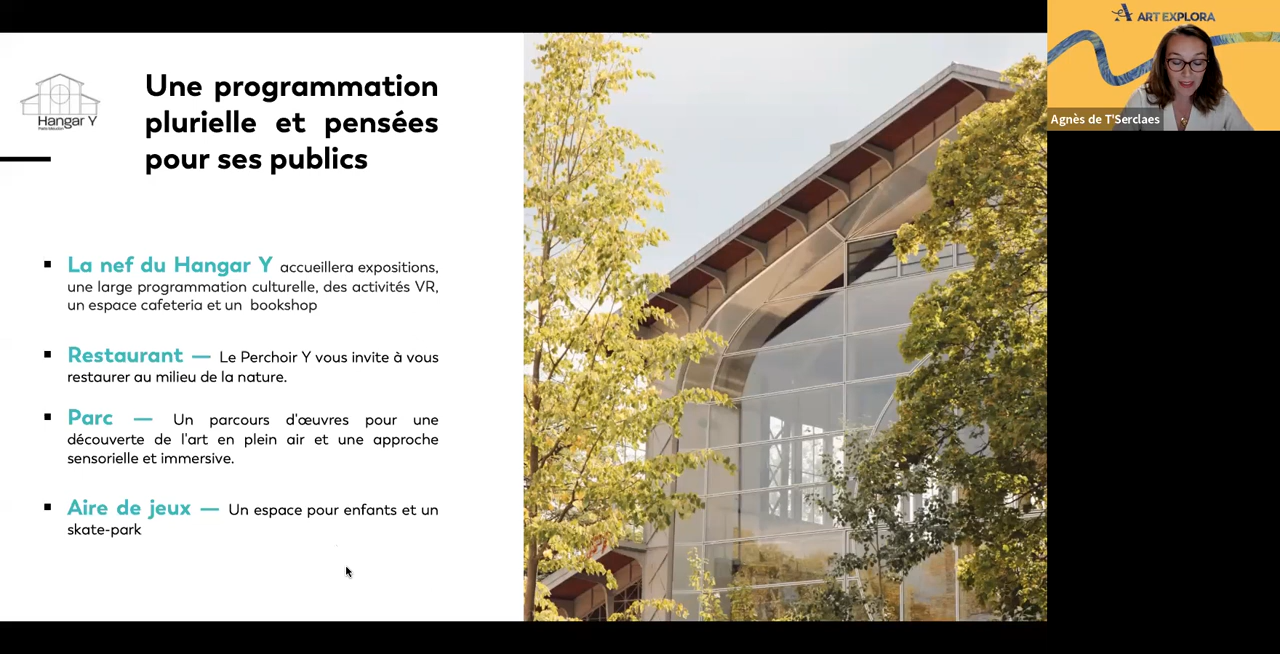 Hangar Y
Une programmation
plurielle et pensées
pour ses publics
▪ La nef du Hangar Y accueillera expositions,
une large programmation culturelle, des activités VR,
un espace cafeteria et un bookshop
▪ Restaurant — Le Perchoir Y vous invite à vous
restaurer au milieu de la nature.
▪ Parc — Un parcours d'œuvres pour une
découverte de l'art en plein air et une approche
sensorielle et immersive.
▪ Aire de jeux — Un espace pour enfants et un
skate-park
ART EXPLORA
Agnès de T'Serclaes